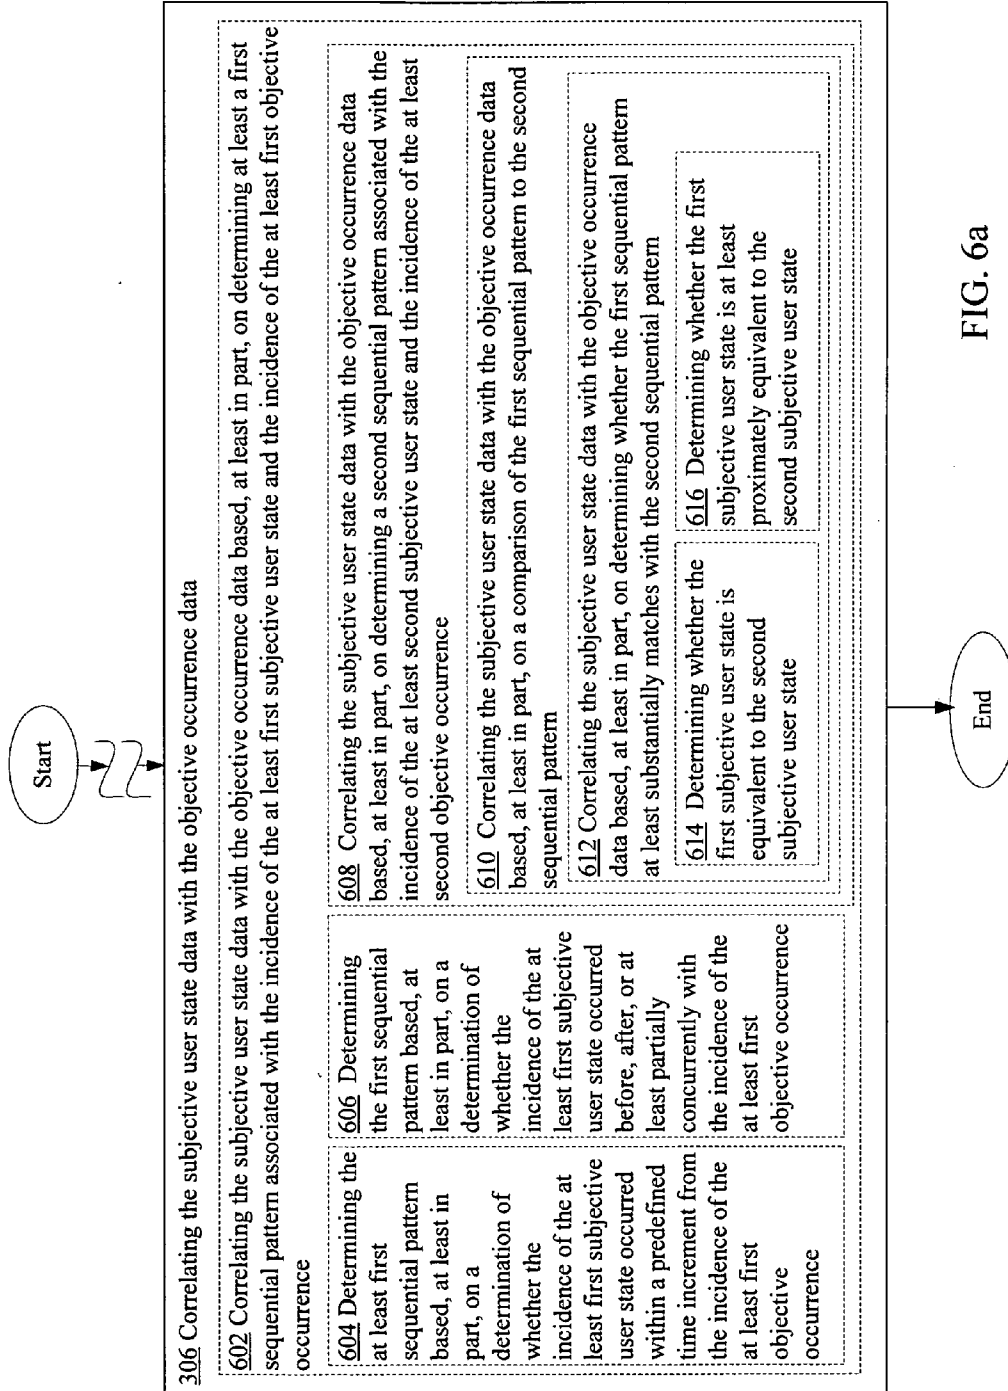 Start
306 Correlating the subjective user state data with the objective occurrence data
602 Correlating the subjective user state data with the objective occurrence data based, at least in part, on determining at least a first
sequential pattern associated with the incidence of the at least first subjective user state and the incidence of the at least first objective
occurrence
604 Determining the
at least first
sequential pattern
based, at least in
part, on a
determination of
whether the
incidence of the at
least first subjective
user state occurred
within a predefined
time increment from
the incidence of the
at least first
objective
occurrence
606 Determining
the first sequential
pattern based, at
least in part, on a
determination of
whether the
incidence of the at
least first subjective
user state occurred
before, after, or at
least partially
concurrently with
the incidence of the
at least first
objective occurrence
608 Correlating the subjective user state data with the objective occurrence data
based, at least in part, on determining a second sequential pattern associated with the
incidence of the at least second subjective user state and the incidence of the at least
second objective occurrence
610 Correlating the subjective user state data with the objective occurrence data
based, at least in part, on a comparison of the first sequential pattern to the second
sequential pattern
612 Correlating the subjective user state data with the objective occurrence
data based, at least in part, on determining whether the first sequential pattern
at least substantially matches with the second sequential pattern
614 Determining whether the
first subjective user state is
equivalent to the second
subjective user state
616 Determining whether the first
subjective user state is at least
proximately equivalent to the
second subjective user state
End
FIG. 6a